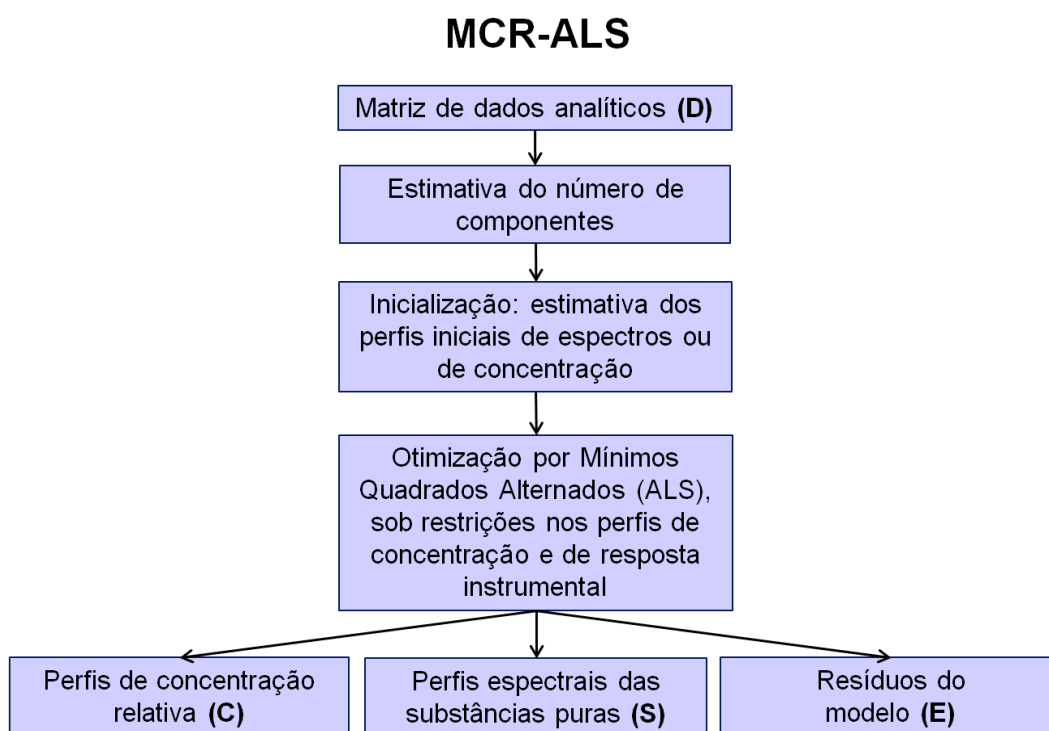 MCR-ALS
Matriz de dados analíticos (D)
Estimativa do número de
componentes
Inicialização: estimativa dos
perfis iniciais de espectros ou
de concentração
Otimização por Mínimos
Quadrados Alternados (ALS),
sob restrições nos perfis de
concentração e de resposta
instrumental
Perfis de concentração
relativa (C)
Perfis espectrais das
substâncias puras (S)
Resíduos do
modelo (E)